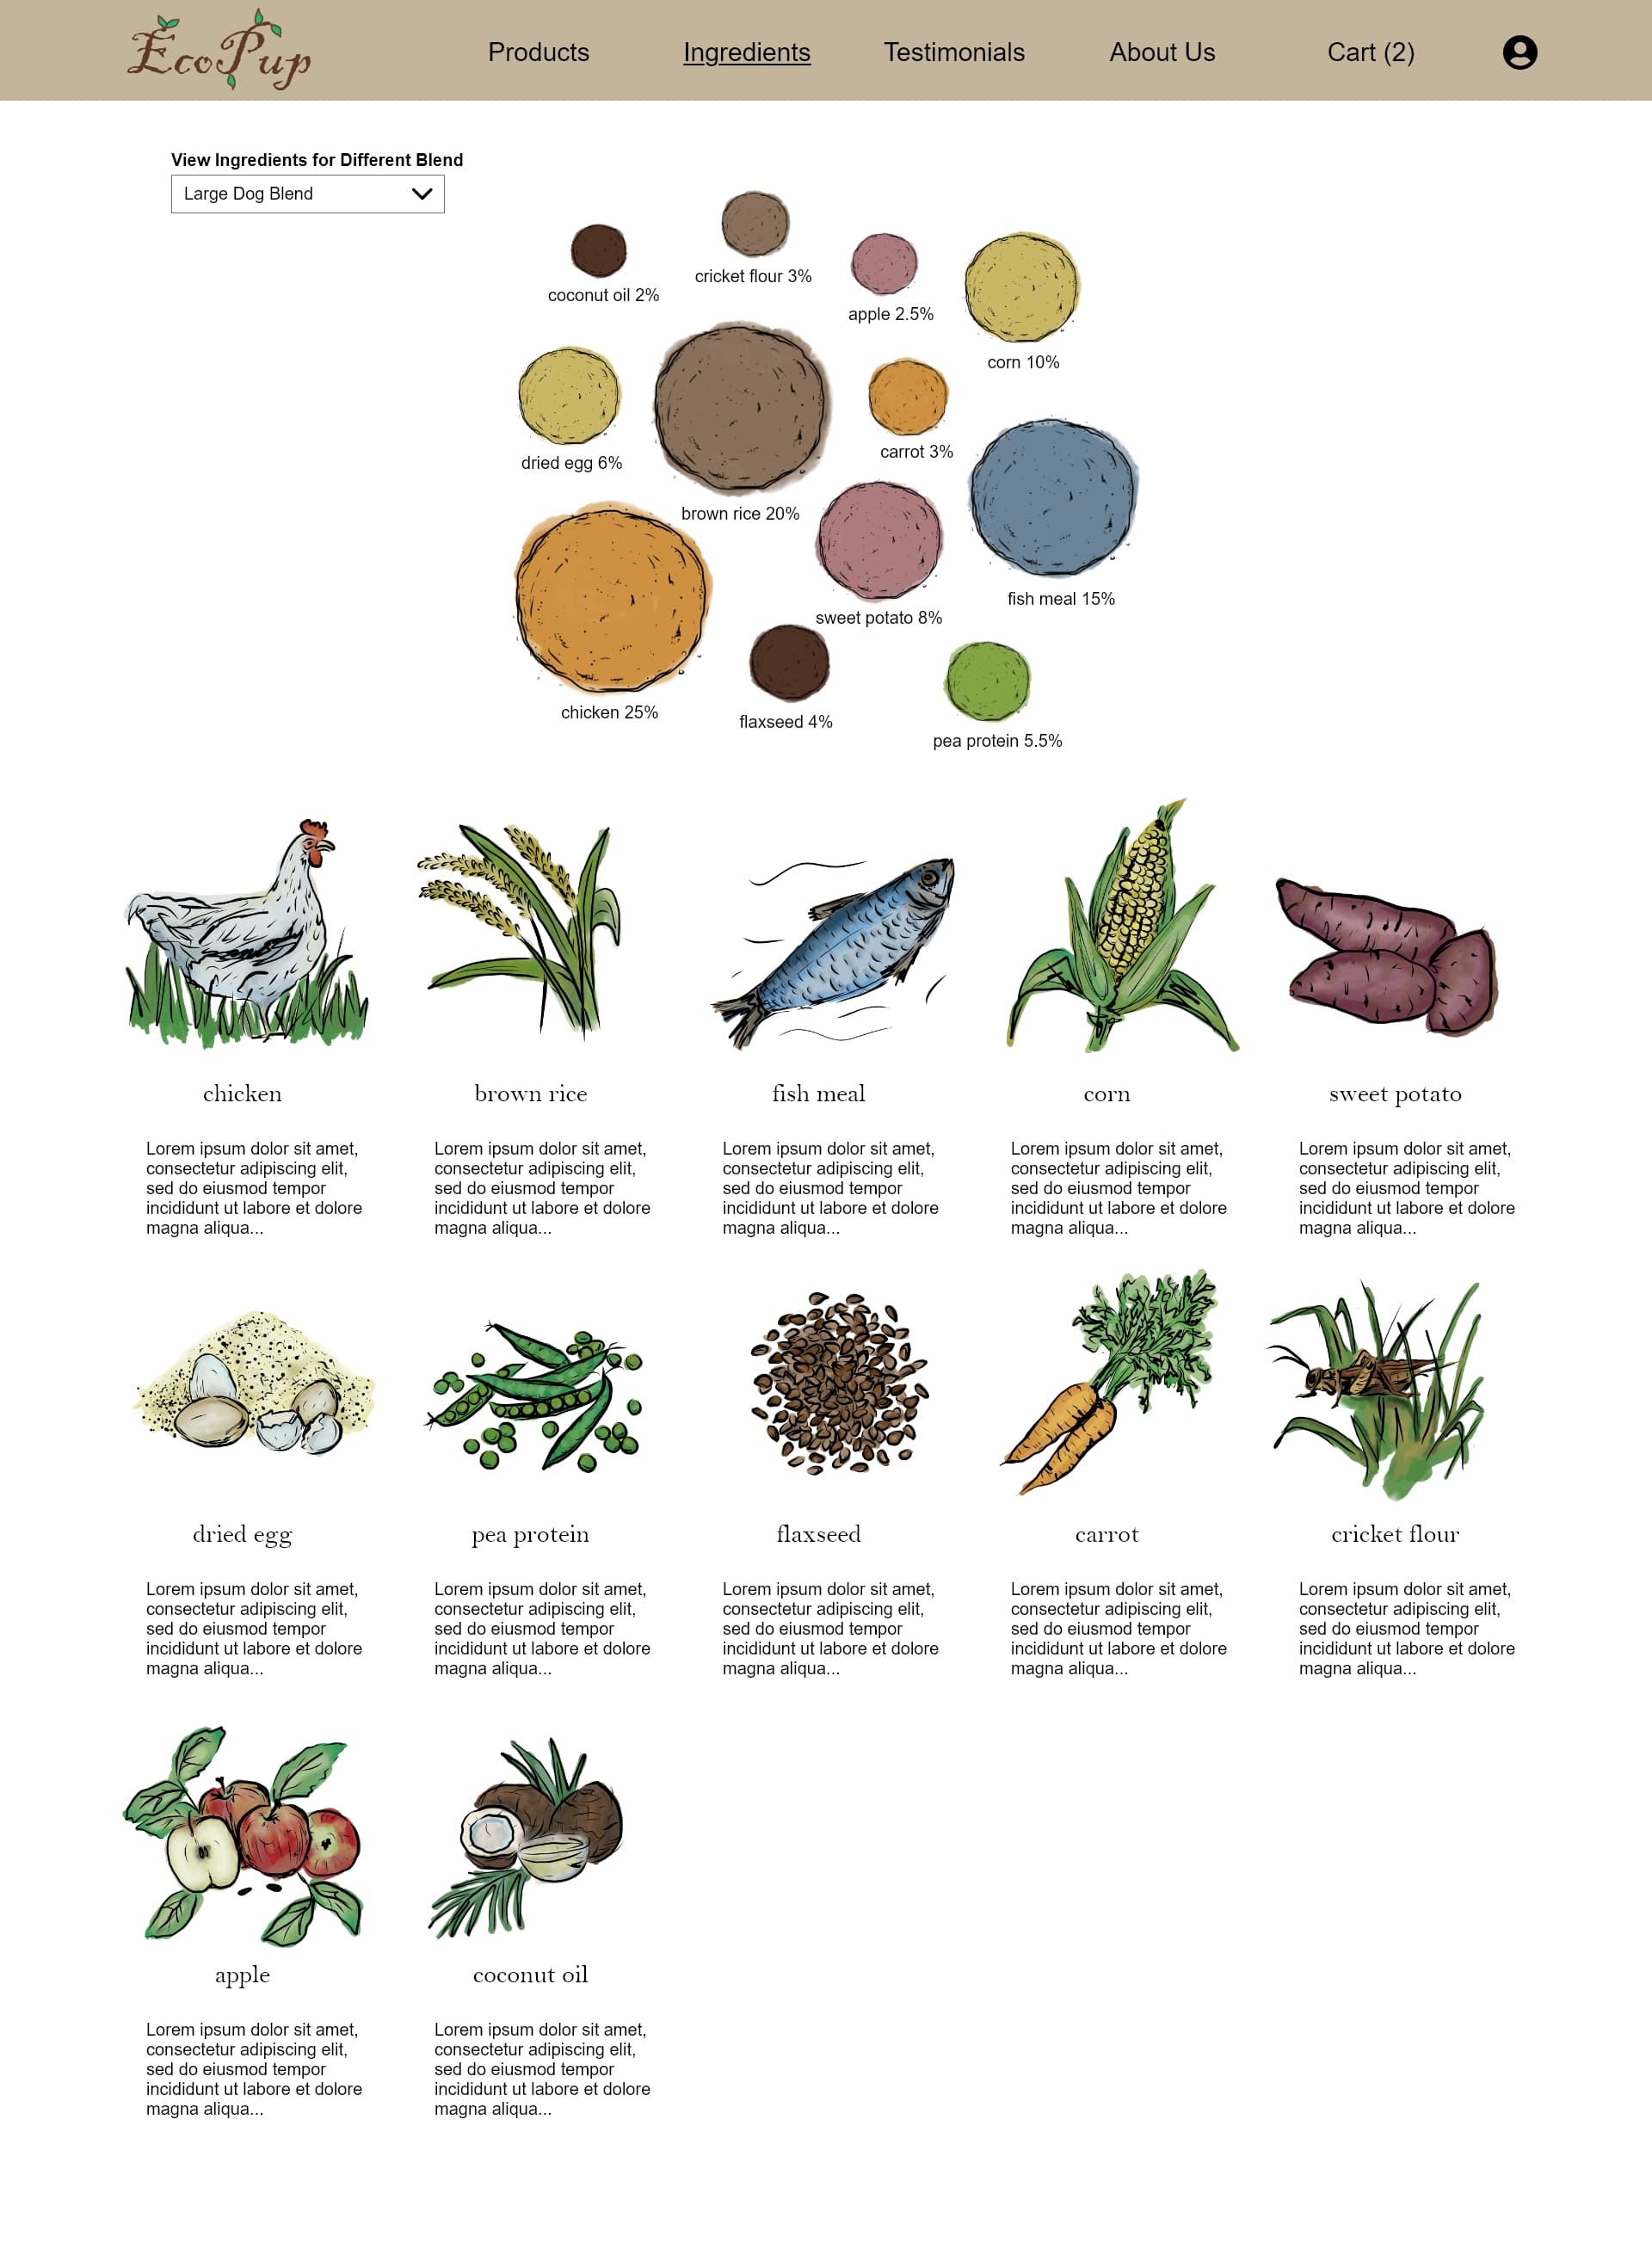 EcoPup
Products
Ingredients
Testimonials
About Us
Cart (2)
View Ingredients for Different Blend
Large Dog Blend
coconut oil 2%
cricket flour 3%
apple 2.5%
corn 10%
dried egg 6%
brown rice 20%
carrot 3%
fish meal 15%
sweet potato 8%
chicken 25%
flaxseed 4%
pea protein 5.5%
chicken
Lorem ipsum dolor sit amet,
consectetur adipiscing elit,
sed do eiusmod tempor
incididunt ut labore et dolore
magna aliqua...
brown rice
Lorem ipsum dolor sit amet,
consectetur adipiscing elit,
sed do eiusmod tempor
incididunt ut labore et dolore
magna aliqua...
fish meal
Lorem ipsum dolor sit amet,
consectetur adipiscing elit,
sed do eiusmod tempor
incididunt ut labore et dolore
magna aliqua...
corn
Lorem ipsum dolor sit amet,
consectetur adipiscing elit,
sed do eiusmod tempor
incididunt ut labore et dolore
magna aliqua...
sweet potato
Lorem ipsum dolor sit amet,
consectetur adipiscing elit,
sed do eiusmod tempor
incididunt ut labore et dolore
magna aliqua...
dried egg
Lorem ipsum dolor sit amet,
consectetur adipiscing elit,
sed do eiusmod tempor
incididunt ut labore et dolore
magna aliqua...
pea protein
Lorem ipsum dolor sit amet,
consectetur adipiscing elit,
sed do eiusmod tempor
incididunt ut labore et dolore
magna aliqua...
flaxseed
Lorem ipsum dolor sit amet,
consectetur adipiscing elit,
sed do eiusmod tempor
incididunt ut labore et dolore
magna aliqua...
carrot
Lorem ipsum dolor sit amet,
consectetur adipiscing elit,
sed do eiusmod tempor
incididunt ut labore et dolore
magna aliqua...
cricket flour
Lorem ipsum dolor sit amet,
consectetur adipiscing elit,
sed do eiusmod tempor
incididunt ut labore et dolore
magna aliqua...
apple
Lorem ipsum dolor sit amet,
consectetur adipiscing elit,
sed do eiusmod tempor
incididunt ut labore et dolore
magna aliqua...
coconut oil
Lorem ipsum dolor sit amet,
consectetur adipiscing elit,
sed do eiusmod tempor
incididunt ut labore et dolore
magna aliqua...